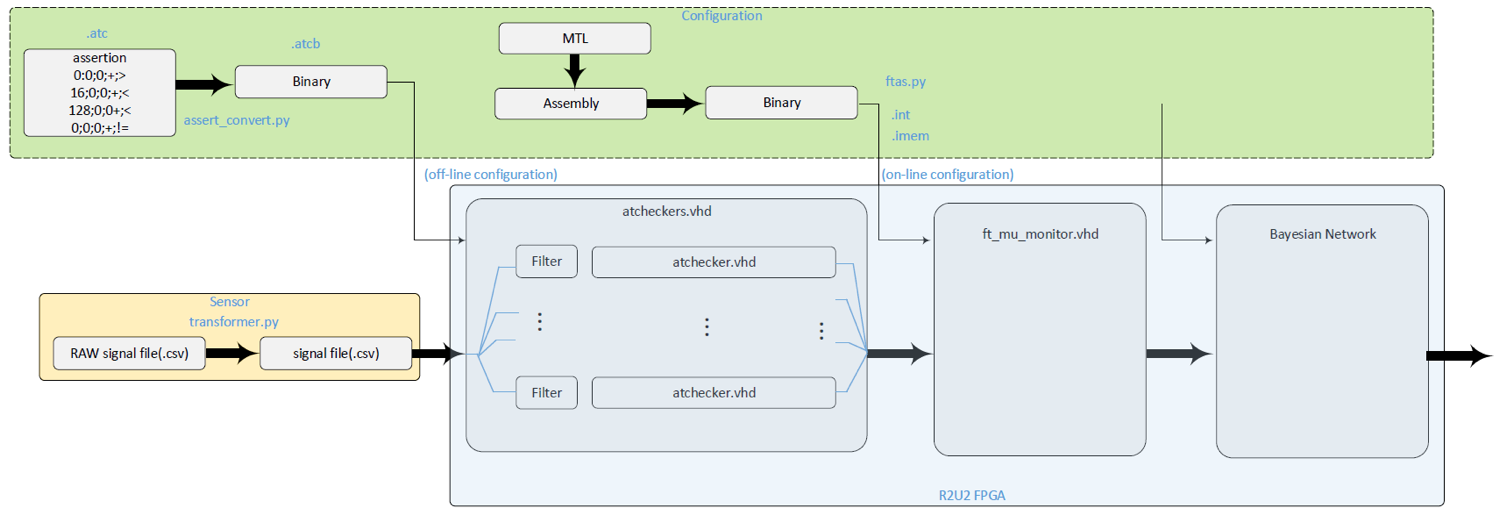 Configuration
.atc
assertion
0:0;0;+;>
16;0;0;+;<
128;0;0+;<
0;0;0;+;!=
assert_convert.py
.atcb
Binary
MTL
Assembly
Binary
ftas.py
.int
.imem
(off-line configuration)
(on-line configuration)
Sensor
transformer.py
RAW signal file(.csv)
signal file(.csv)
atcheckers.vhd
Filter
atchecker.vhd
Filter
atchecker.vhd
ft_mu_monitor.vhd
Bayesian Network
R2U2 FPGA